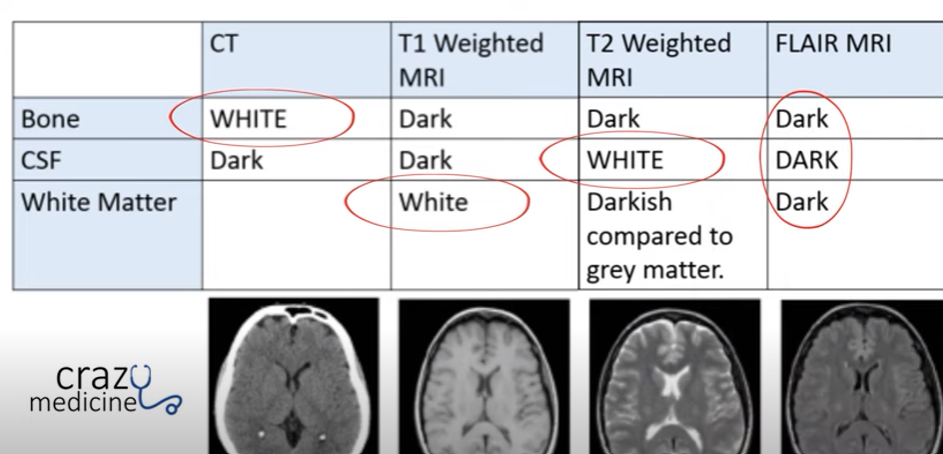 CT
T1 Weighted
MRI
T2 Weighted
MRI
FLAIR MRI
Bone
WHITE
Dark
Dark
Dark
CSF
Dark
Dark
WHITE
DARK
White Matter
White
Darkish
compared to
grey matter.
Dark
crazy
medicine